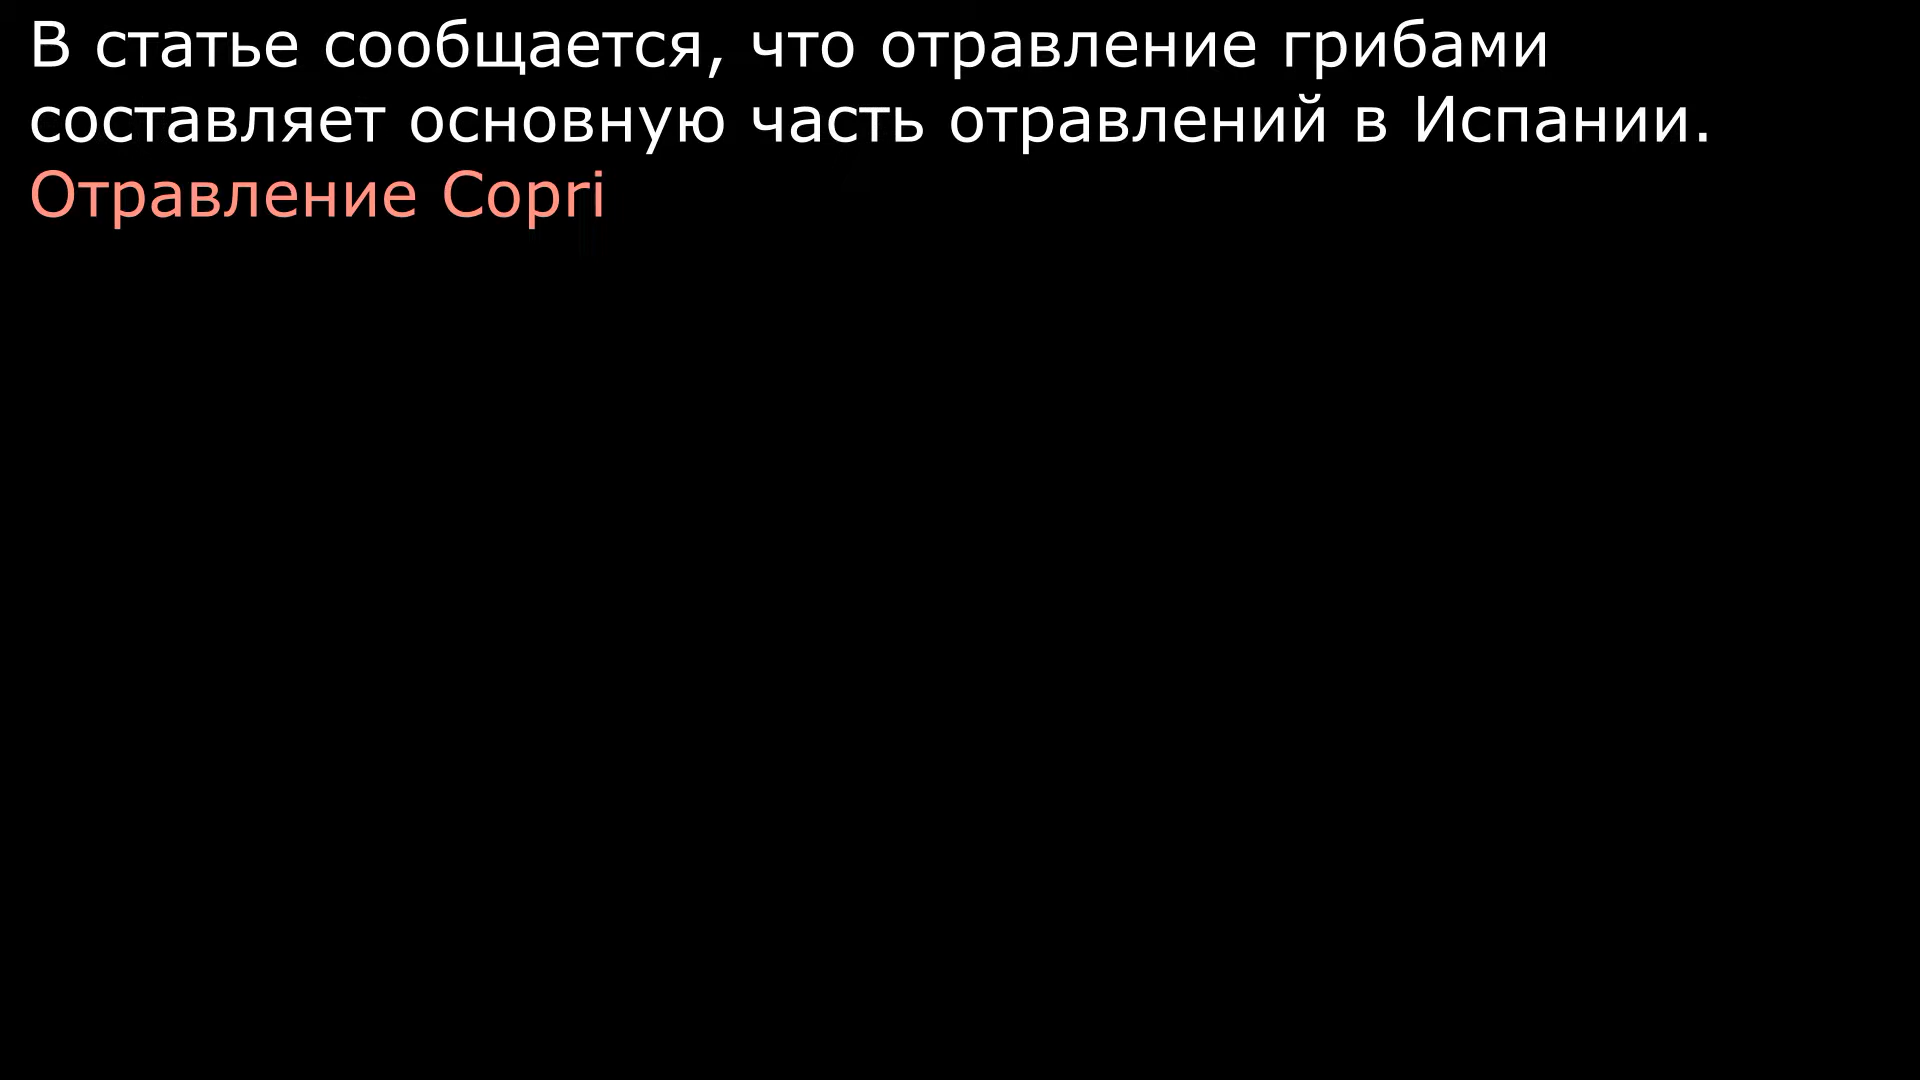 В статье сообщается, что отравление грибами
составляет основную часть отравлений в Испании.
Отравление Copri